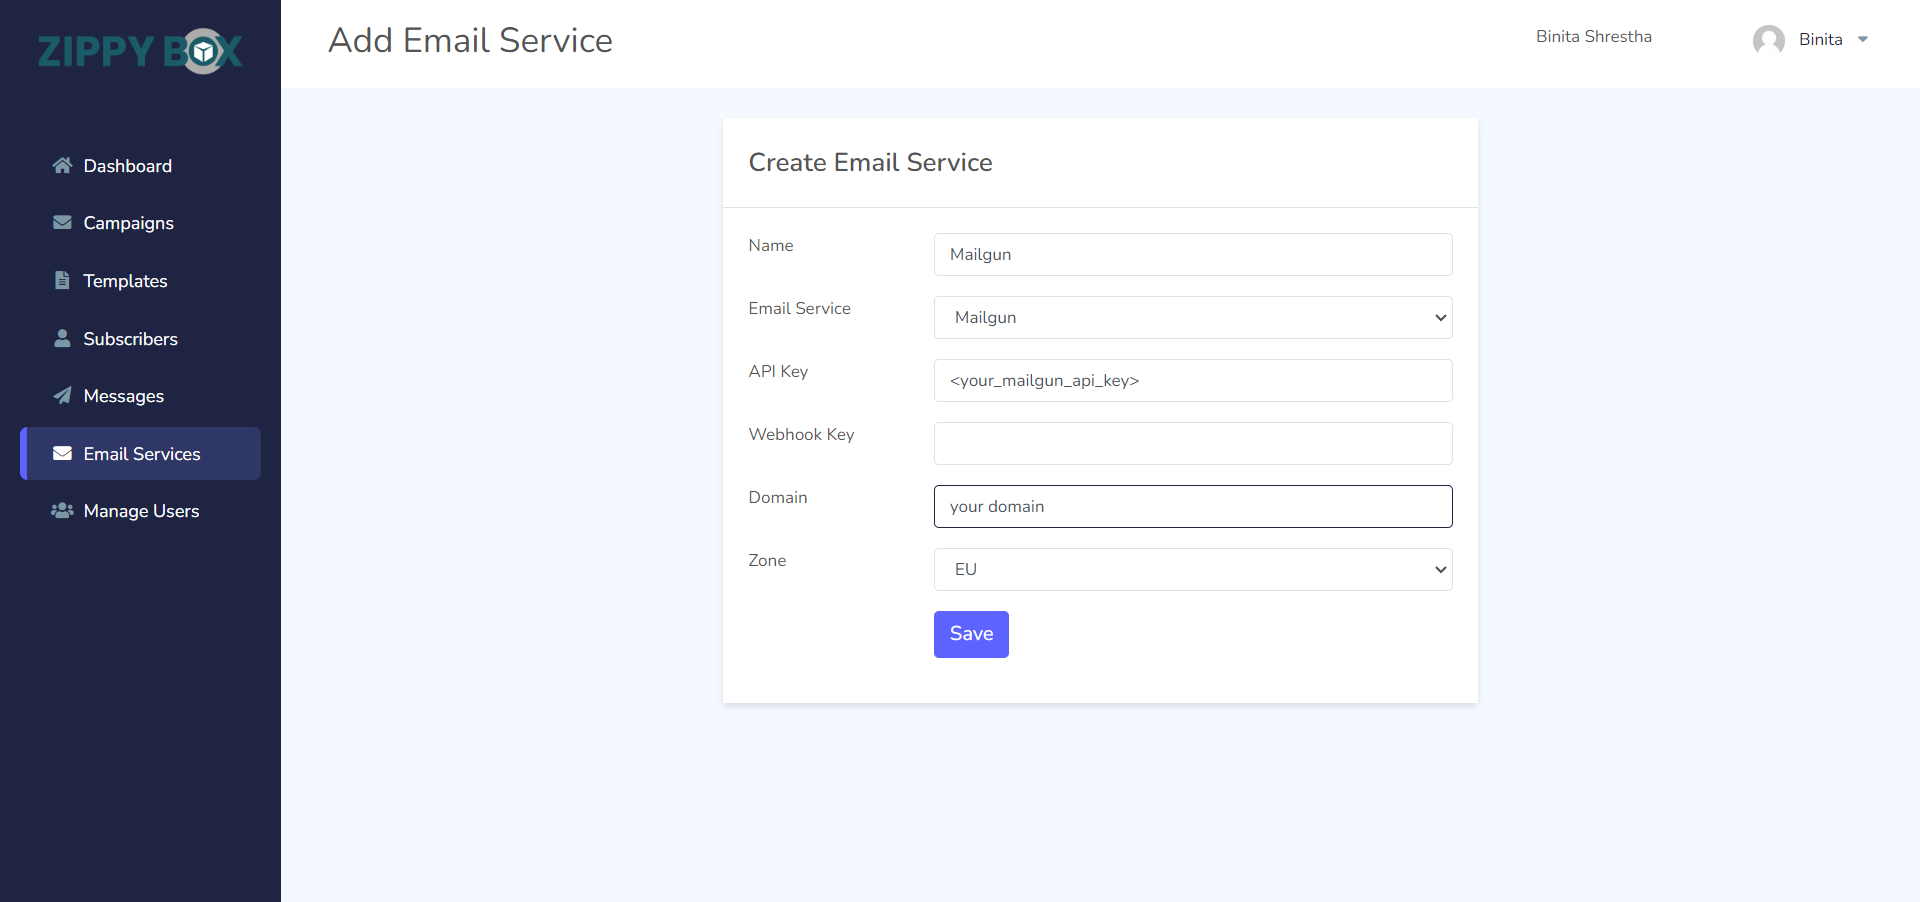 ZIPPY BOX
Add Email Service
Binita Shrestha
Binita
Dashboard
Campaigns
Templates
Subscribers
Messages
Email Services
Manage Users
Create Email Service
Name
Mailgun
Email Service
Mailgun
API Key
<your_mailgun_api_key>
Webhook Key
Domain
your domain
Zone
EU
Save